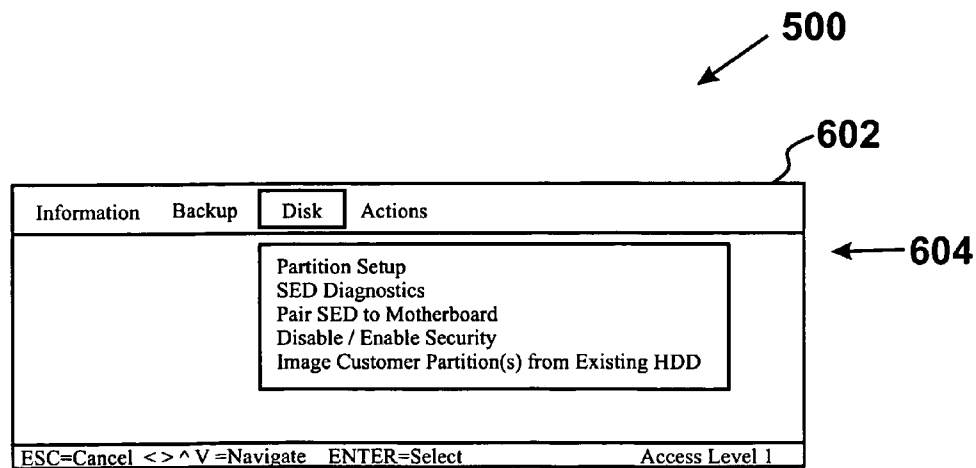 500
602
Information Backup Disk Actions
604
Partition Setup
SED Diagnostics
Pair SED to Motherboard
Disable / Enable Security
Image Customer Partition(s) from Existing HDD
ESC=Cancel < > ^ V =Navigate ENTER=Select Access Level 1